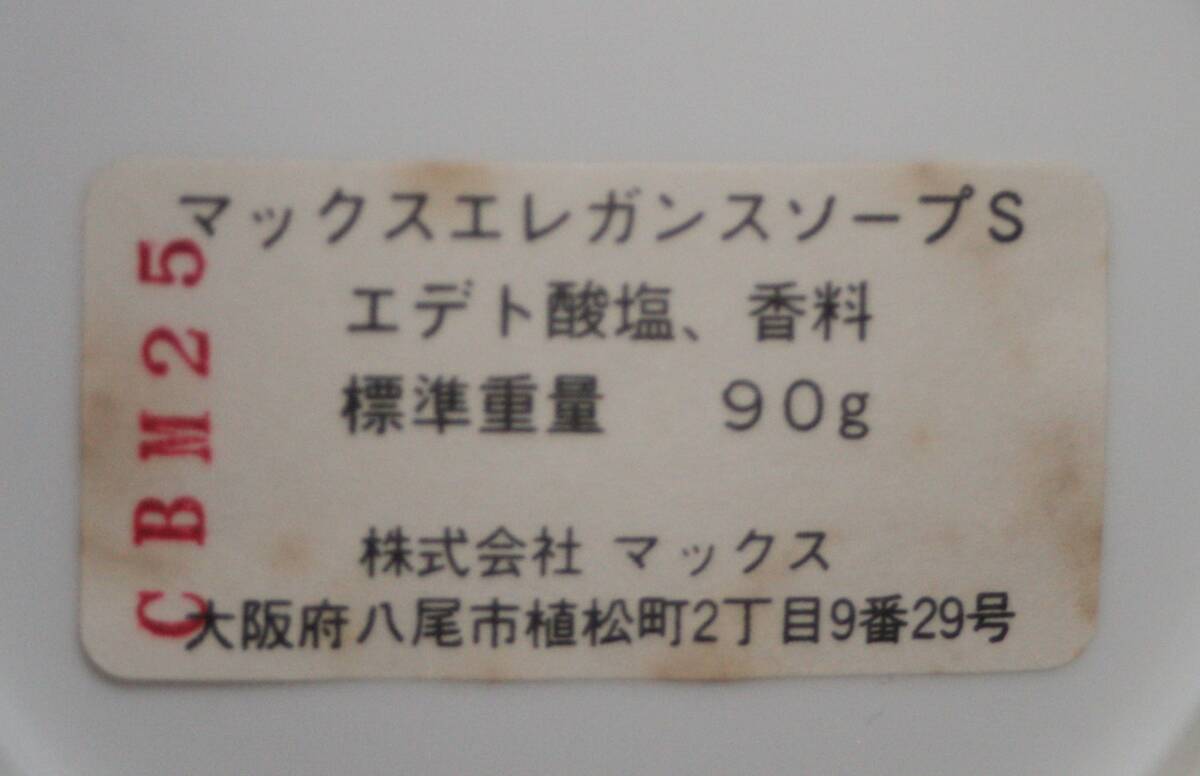 マックスエレガンスソープS
エデト酸塩、香料
標準重量　90g
株式会社 マックス
大阪府八尾市植松町2丁目9番29号
CBM25